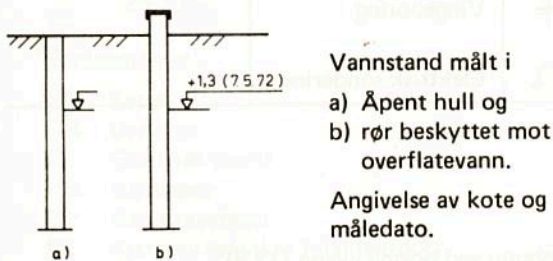 +1,3 (7.5.72)
a)
b)
Vannstand målt i
a) Åpent hull og
b) rør beskyttet mot
overflatevann.
Angivelse av kote og
måledato.